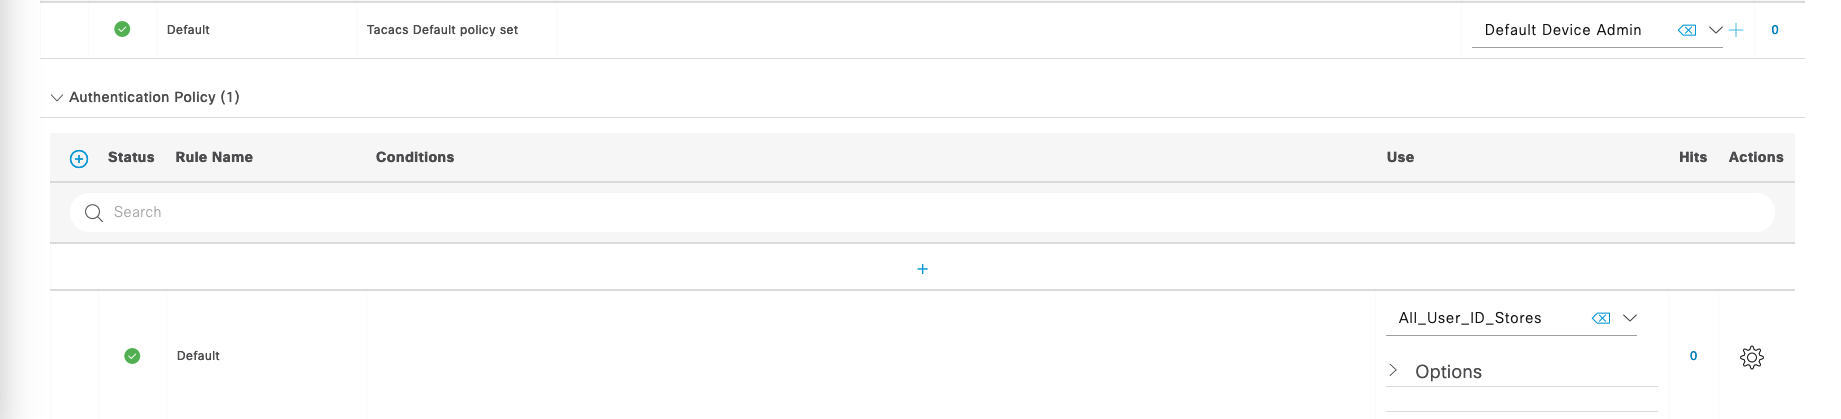 Default Tacacs Default policy set Default Device Admin 0
Authentication Policy (1)
Status Rule Name Conditions Use Hits Actions
Search
+
All_User_ID_Stores
Default 0
Options